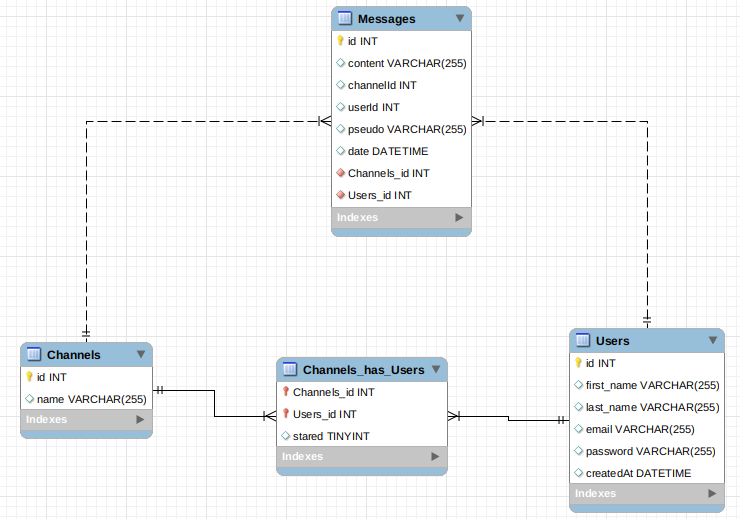 Messages
id INT
content VARCHAR(255)
channelId INT
userId INT
pseudo VARCHAR(255)
date DATETIME
Channels_id INT
Users_id INT
Indexes
Channels
id INT
name VARCHAR(255)
Indexes
Channels_has_Users
Channels_id INT
Users_id INT
stared TINYINT
Indexes
Users
id INT
first_name VARCHAR(255)
last_name VARCHAR(255)
email VARCHAR(255)
password VARCHAR(255)
createdAt DATETIME
Indexes